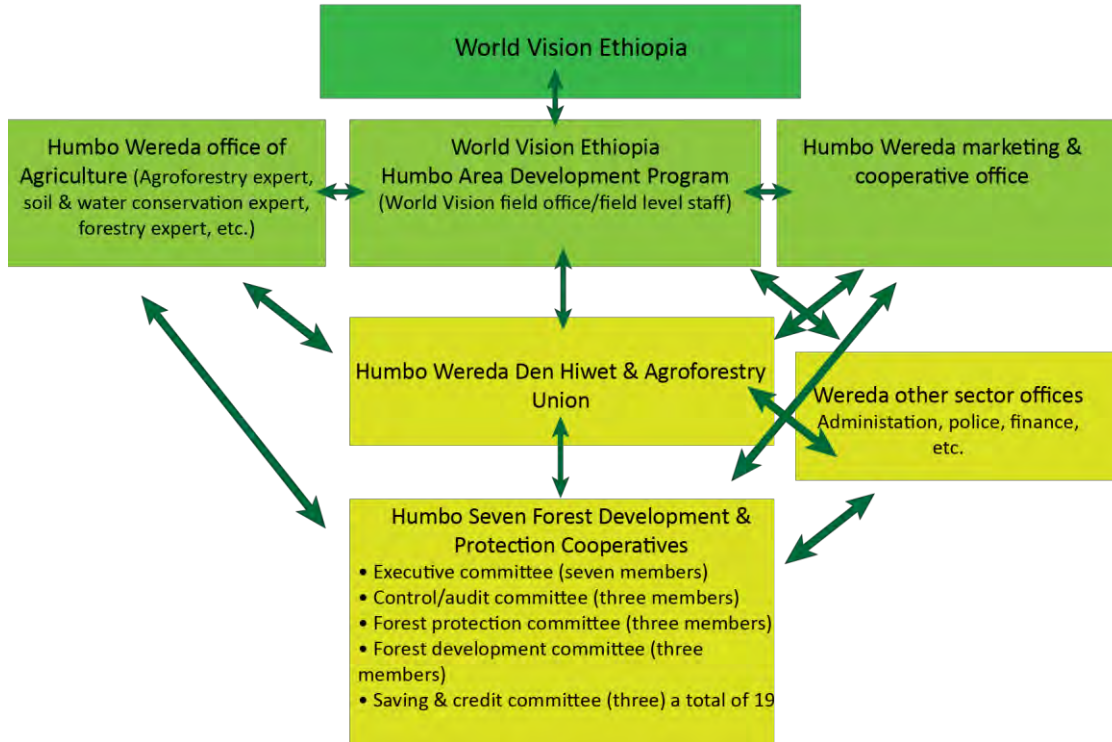 World Vision Ethiopia
Humbo Wereda office of
Agriculture (Agroforestry expert,
soil & water conservation expert,
forestry expert, etc.)
World Vision Ethiopia
Humbo Area Development Program
(World Vision field office/field level staff)
Humbo Wereda marketing &
cooperative office
Humbo Wereda Den Hiwet & Agroforestry
Union
Wereda other sector offices
Administation, police, finance,
etc.
Humbo Seven Forest Development &
Protection Cooperatives
• Executive committee (seven members)
• Control/audit committee (three members)
• Forest protection committee (three members)
• Forest development committee (three
members)
• Saving & credit committee (three) a total of 19